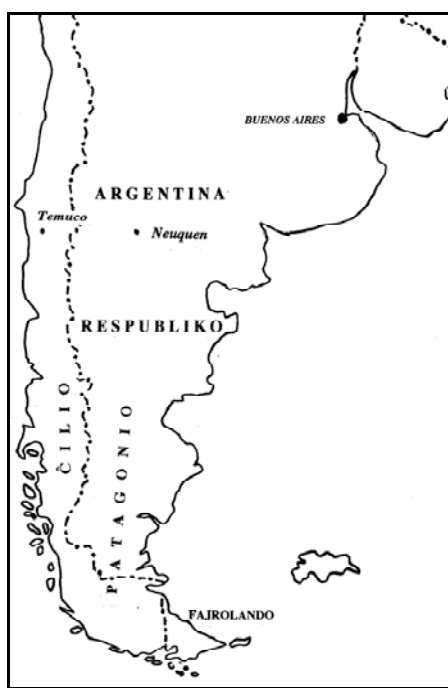 BUENOS AIRES
ARGENTINA
Temuco
Neuquen
RESPUBLIKO
ĈILIO
PATAGONIO
FAJROLANDO